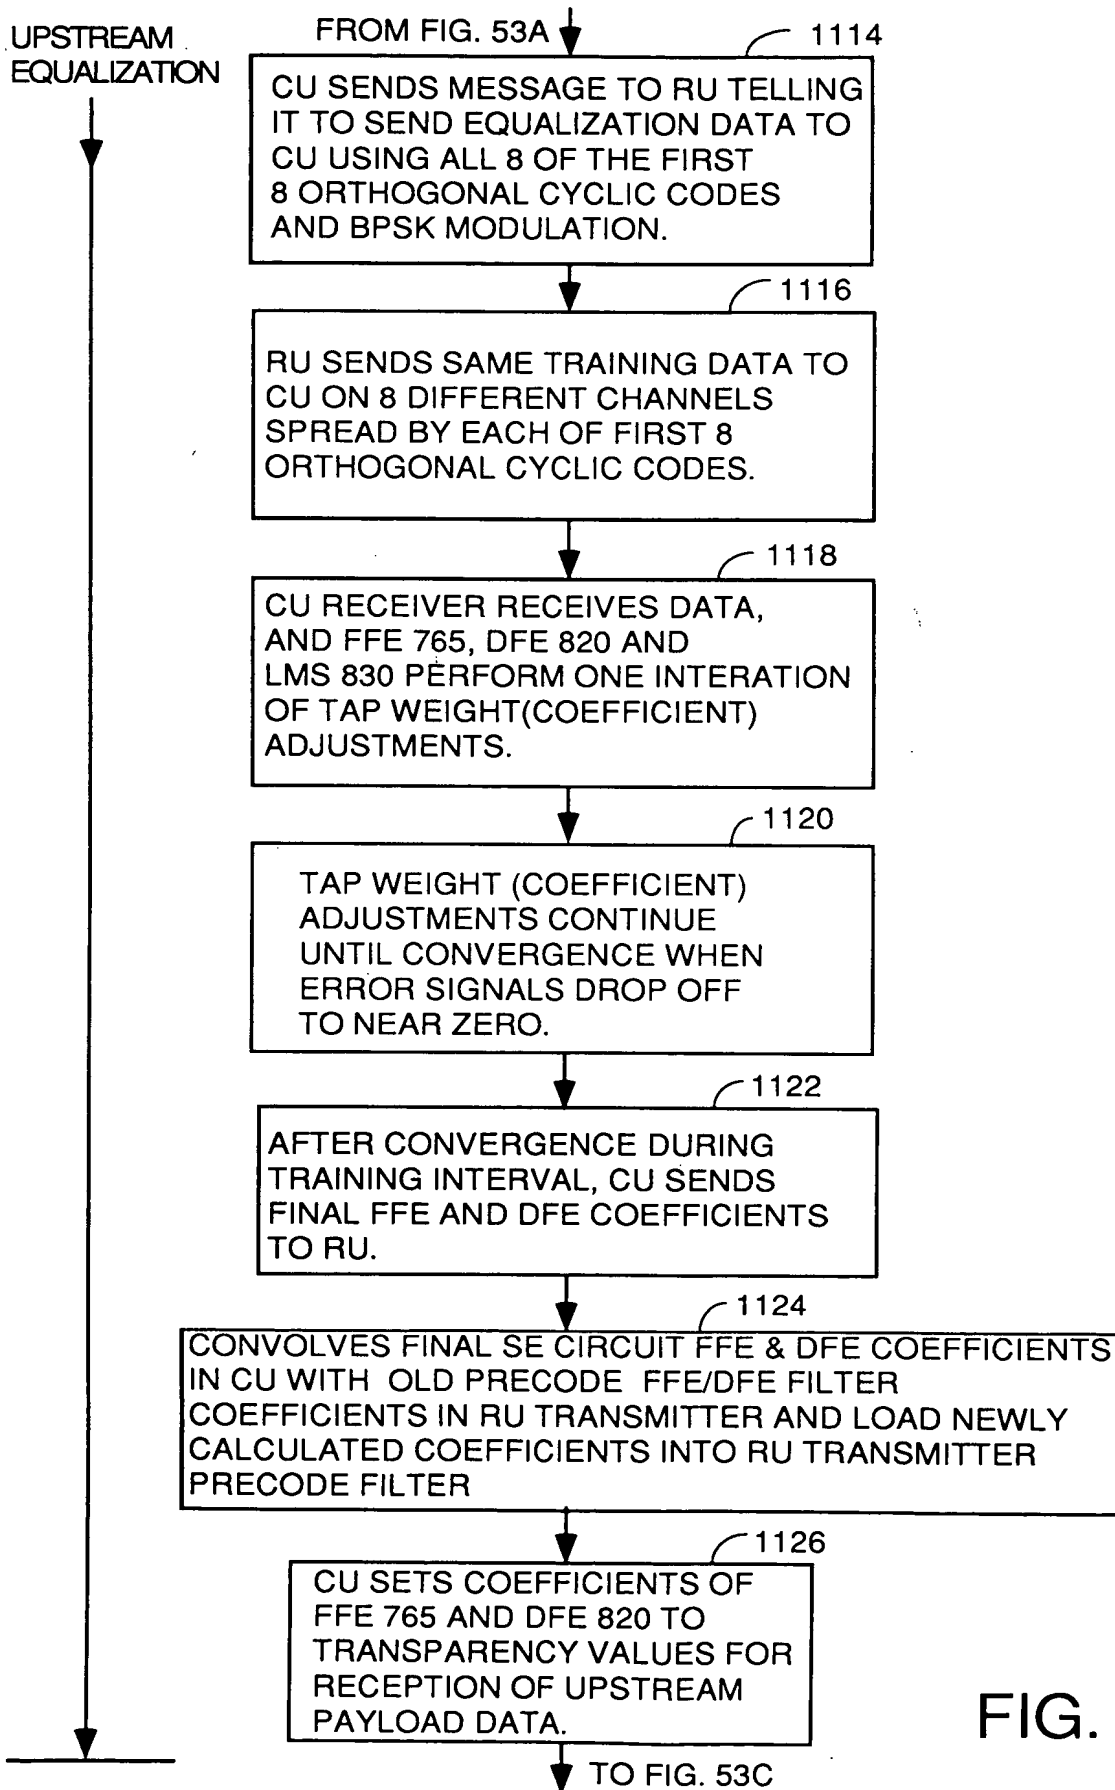 UPSTREAM
EQUALIZATION
FROM FIG. 53A
1114
CU SENDS MESSAGE TO RU TELLING
IT TO SEND EQUALIZATION DATA TO
CU USING ALL 8 OF THE FIRST
8 ORTHOGONAL CYCLIC CODES
AND BPSK MODULATION.
1116
RU SENDS SAME TRAINING DATA TO
CU ON 8 DIFFERENT CHANNELS
SPREAD BY EACH OF FIRST 8
ORTHOGONAL CYCLIC CODES.
1118
CU RECEIVER RECEIVES DATA,
AND FFE 765, DFE 820 AND
LMS 830 PERFORM ONE INTERATION
OF TAP WEIGHT(COEFFICIENT)
ADJUSTMENTS.
1120
TAP WEIGHT (COEFFICIENT)
ADJUSTMENTS CONTINUE
UNTIL CONVERGENCE WHEN
ERROR SIGNALS DROP OFF
TO NEAR ZERO.
1122
AFTER CONVERGENCE DURING
TRAINING INTERVAL, CU SENDS
FINAL FFE AND DFE COEFFICIENTS
TO RU.
1124
CONVOLVES FINAL SE CIRCUIT FFE & DFE COEFFICIENTS
IN CU WITH OLD PRECODE FFE/DFE FILTER
COEFFICIENTS IN RU TRANSMITTER AND LOAD NEWLY
CALCULATED COEFFICIENTS INTO RU TRANSMITTER
PRECODE FILTER
1126
CU SETS COEFFICIENTS OF
FFE 765 AND DFE 820 TO
TRANSPARENCY VALUES FOR
RECEPTION OF UPSTREAM
PAYLOAD DATA.
FIG.
TO FIG. 53C